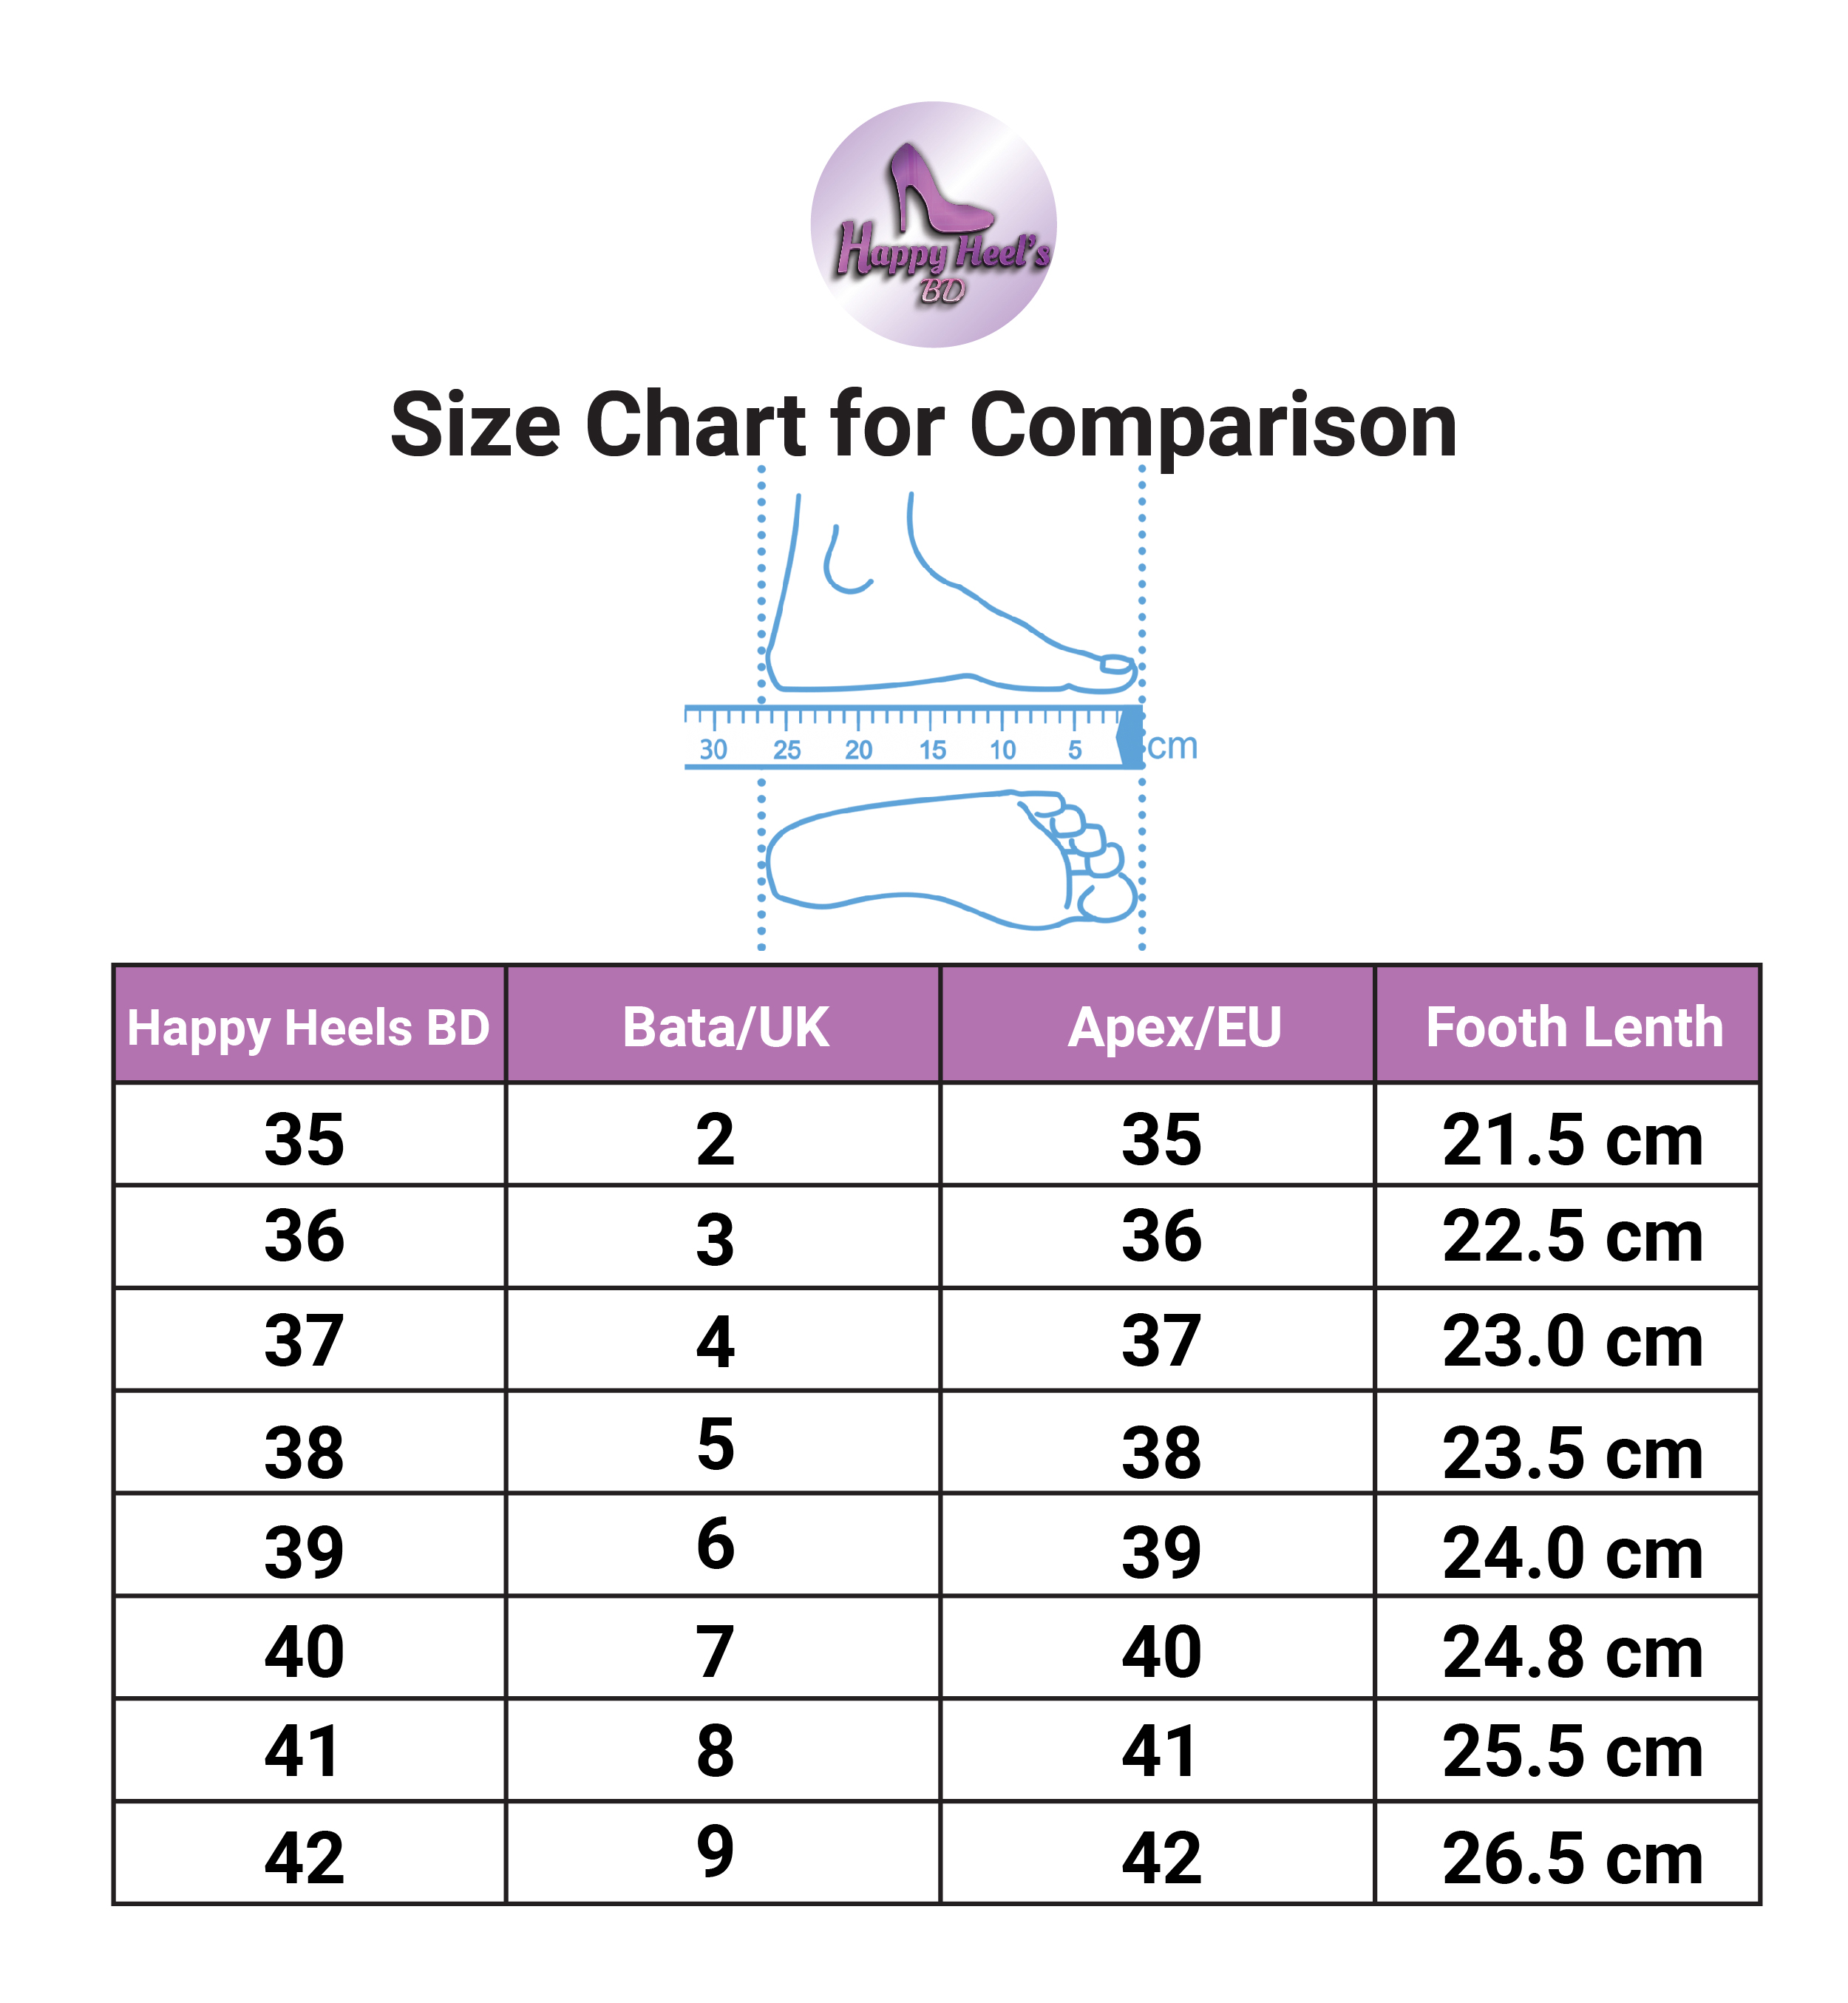 Happy Heel's
BD
Size Chart for Comparison
30 25 20 15 10 5 cm
Happy Heels BD Bata/UK Apex/EU Footh Lenth
35 2 35 21.5 cm
36 3 36 22.5 cm
37 4 37 23.0 cm
38 5 38 23.5 cm
39 6 39 24.0 cm
40 7 40 24.8 cm
41 8 41 25.5 cm
42 9 42 26.5 cm